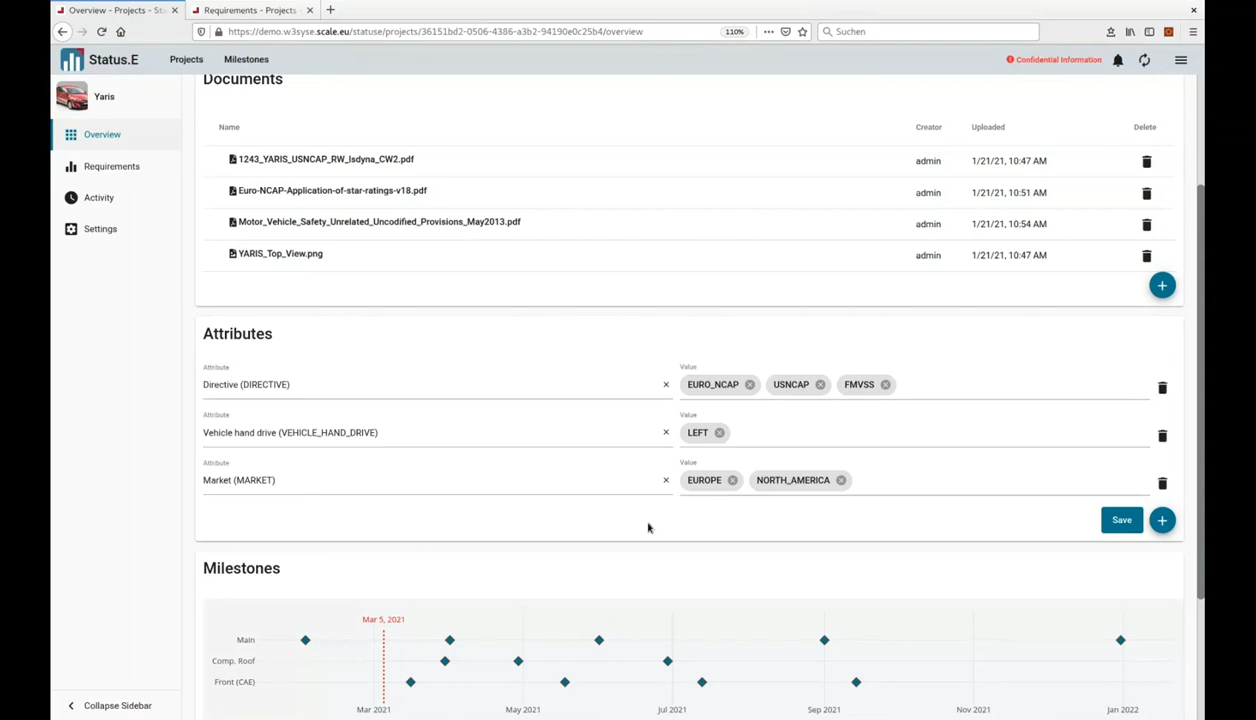 Overview - Projects - Sta
Requirements - Projects -
https://demo.w3syse.scale.eu/statuse/projects/36151bd2-0506-4386-a3b2-94190e0c25b4/overview
110%
Suchen
Status.E
Projects
Milestones
Confidential Information
Yaris
Overview
Requirements
Activity
Settings
Collapse Sidebar
Documents
Name Creator Uploaded Delete
1243_YARIS_USNCAP_RW_lsdyna_CW2.pdf admin 1/21/21, 10:47 AM
Euro-NCAP-Application-of-star-ratings-v18.pdf admin 1/21/21, 10:51 AM
Motor_Vehicle_Safety_Unrelated_Uncodified_Provisions_May2013.pdf admin 1/21/21, 10:54 AM
YARIS_Top_View.png admin 1/21/21, 10:47 AM
Attributes
Attribute Value
Directive (DIRECTIVE) EURO_NCAP USNCAP FMVSS
Attribute Value
Vehicle hand drive (VEHICLE_HAND_DRIVE) LEFT
Attribute Value
Market (MARKET) EUROPE NORTH_AMERICA
Save
Milestones
Mar 5, 2021
Main
Comp. Roof
Front (CAE)
Mar 2021 May 2021 Jul 2021 Sep 2021 Nov 2021 Jan 2022